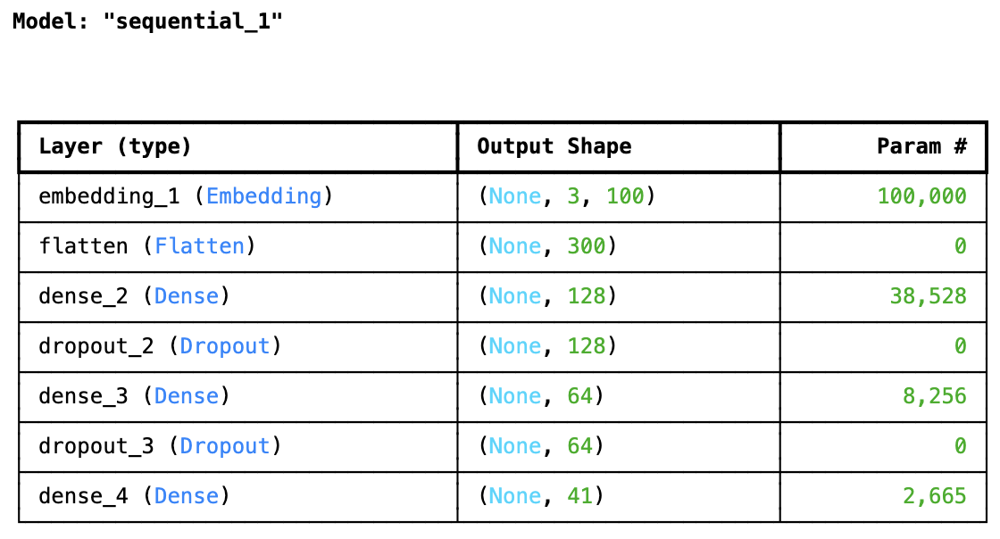 Model: "sequential_1"
Layer (type) Output Shape Param #
embedding_1 (Embedding) (None, 3, 100) 100,000
flatten (Flatten) (None, 300) 0
dense_2 (Dense) (None, 128) 38,528
dropout_2 (Dropout) (None, 128) 0
dense_3 (Dense) (None, 64) 8,256
dropout_3 (Dropout) (None, 64) 0
dense_4 (Dense) (None, 41) 2,665